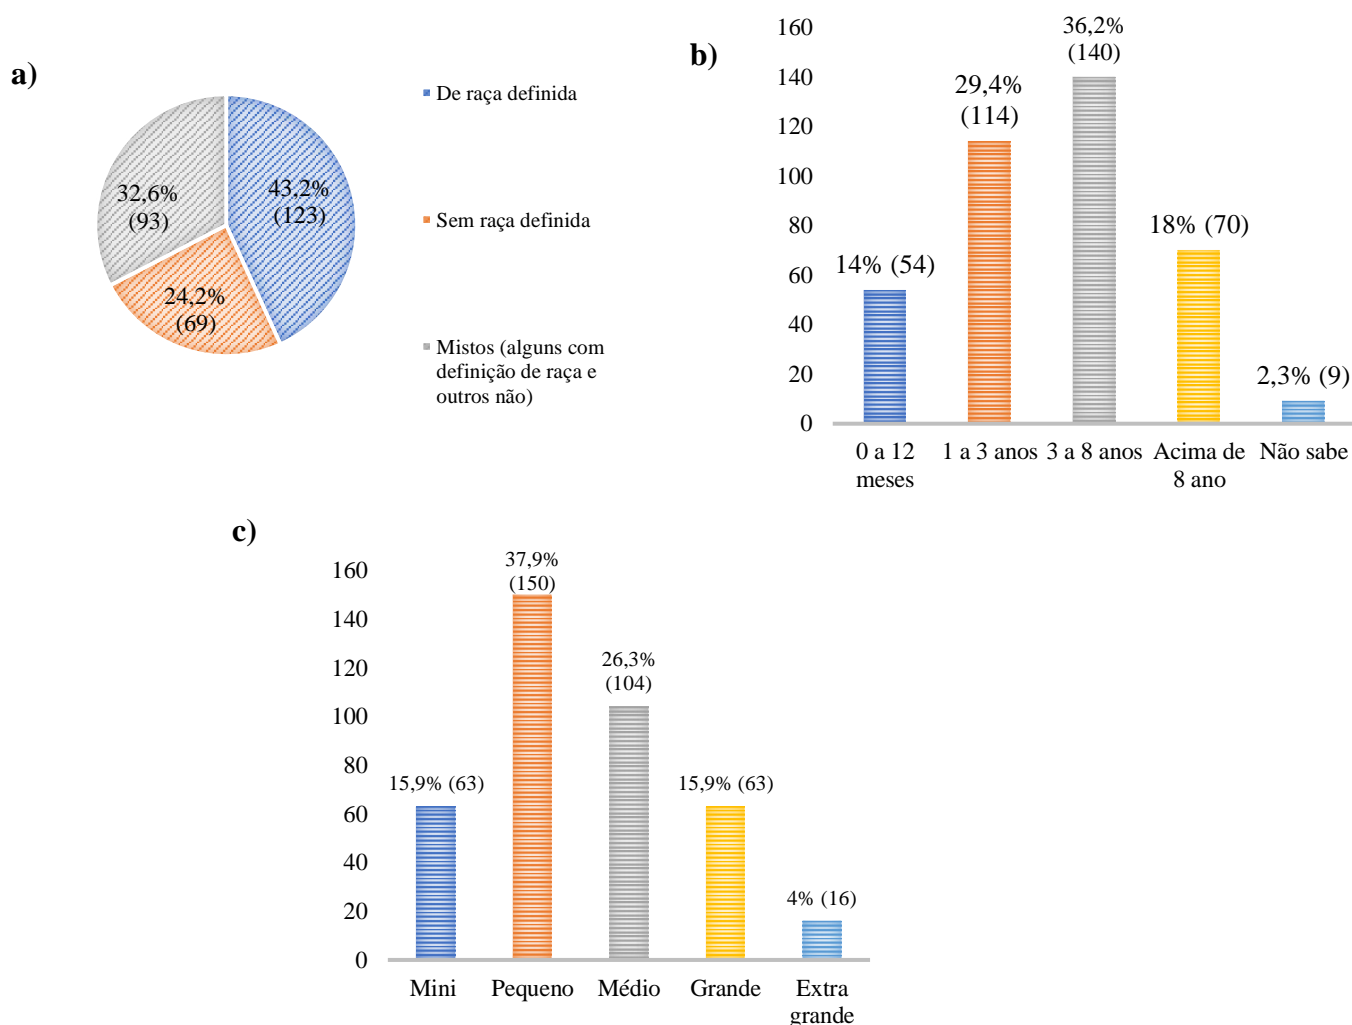 a)
De raça definida
Sem raça definida
Mistos (alguns com
definição de raça e
outros não)
43,2%
(123)
32,6%
(93)
24,2%
(69)
b)
160
140
120
100
80
60
40
20
0
14% (54)
29,4%
(114)
36,2%
(140)
18% (70)
2,3% (9)
0 a 12
meses
1 a 3 anos
3 a 8 anos
Acima de
8 ano
Não sabe
c)
160
140
120
100
80
60
40
20
0
15,9% (63)
37,9%
(150)
26,3%
(104)
15,9% (63)
4% (16)
Mini
Pequeno
Médio
Grande
Extra
grande